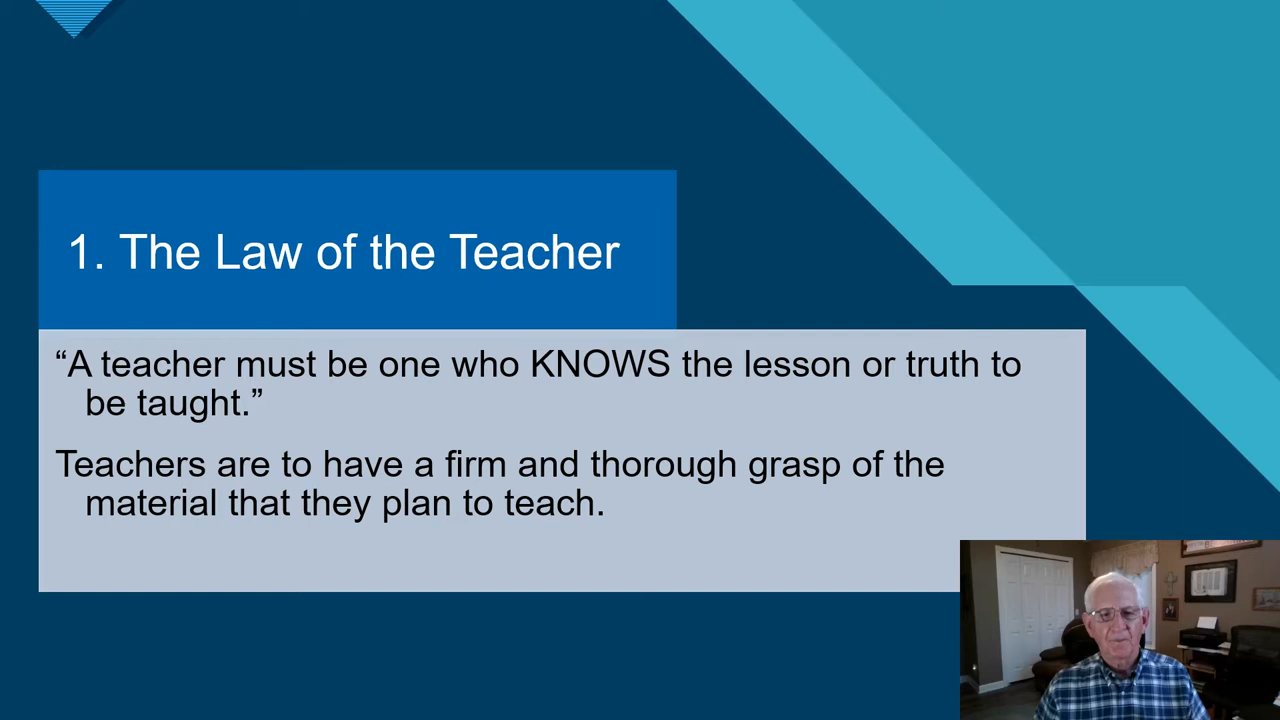 1. The Law of the Teacher
“A teacher must be one who KNOWS the lesson or truth to
be taught.”
Teachers are to have a firm and thorough grasp of the
material that they plan to teach.